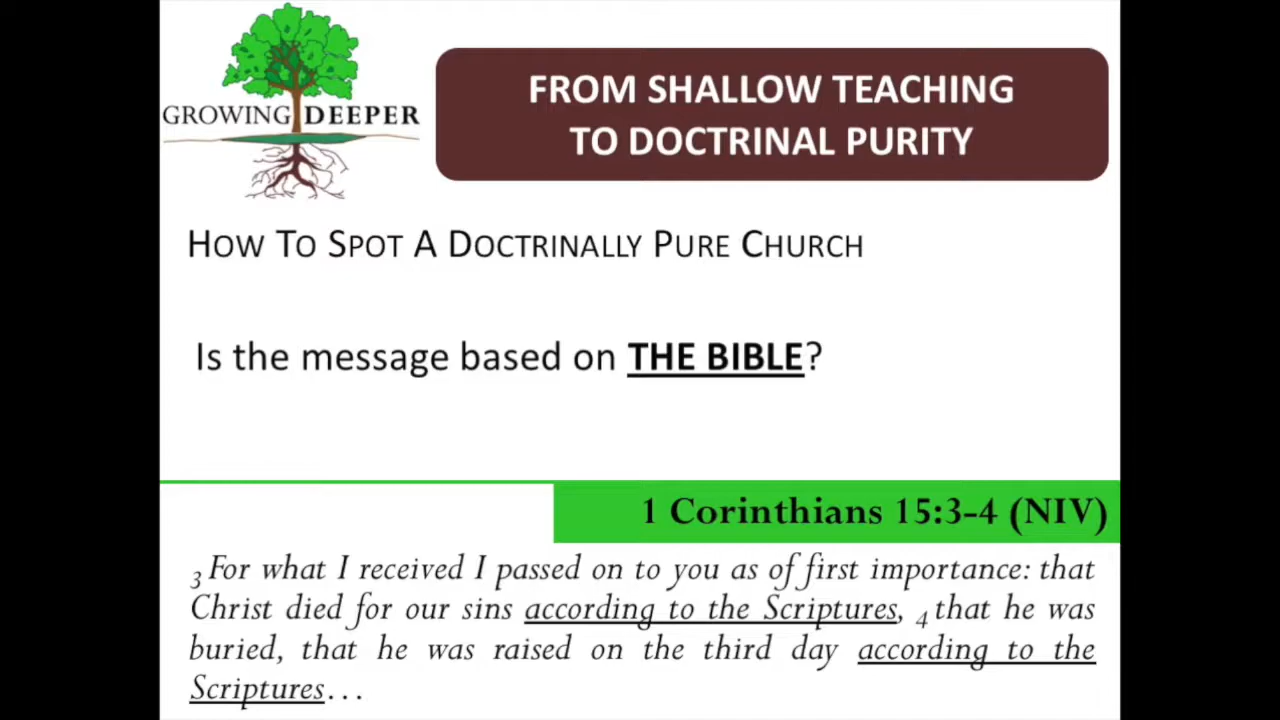 GROWING DEEPER
FROM SHALLOW TEACHING
TO DOCTRINAL PURITY
HOW TO SPOT A DOCTRINALLY PURE CHURCH
Is the message based on THE BIBLE?
1 Corinthians 15:3-4 (NIV)
3 For what I received I passed on to you as of first importance: that
Christ died for our sins according to the Scriptures, 4 that he was
buried, that he was raised on the third day according to the
Scriptures…